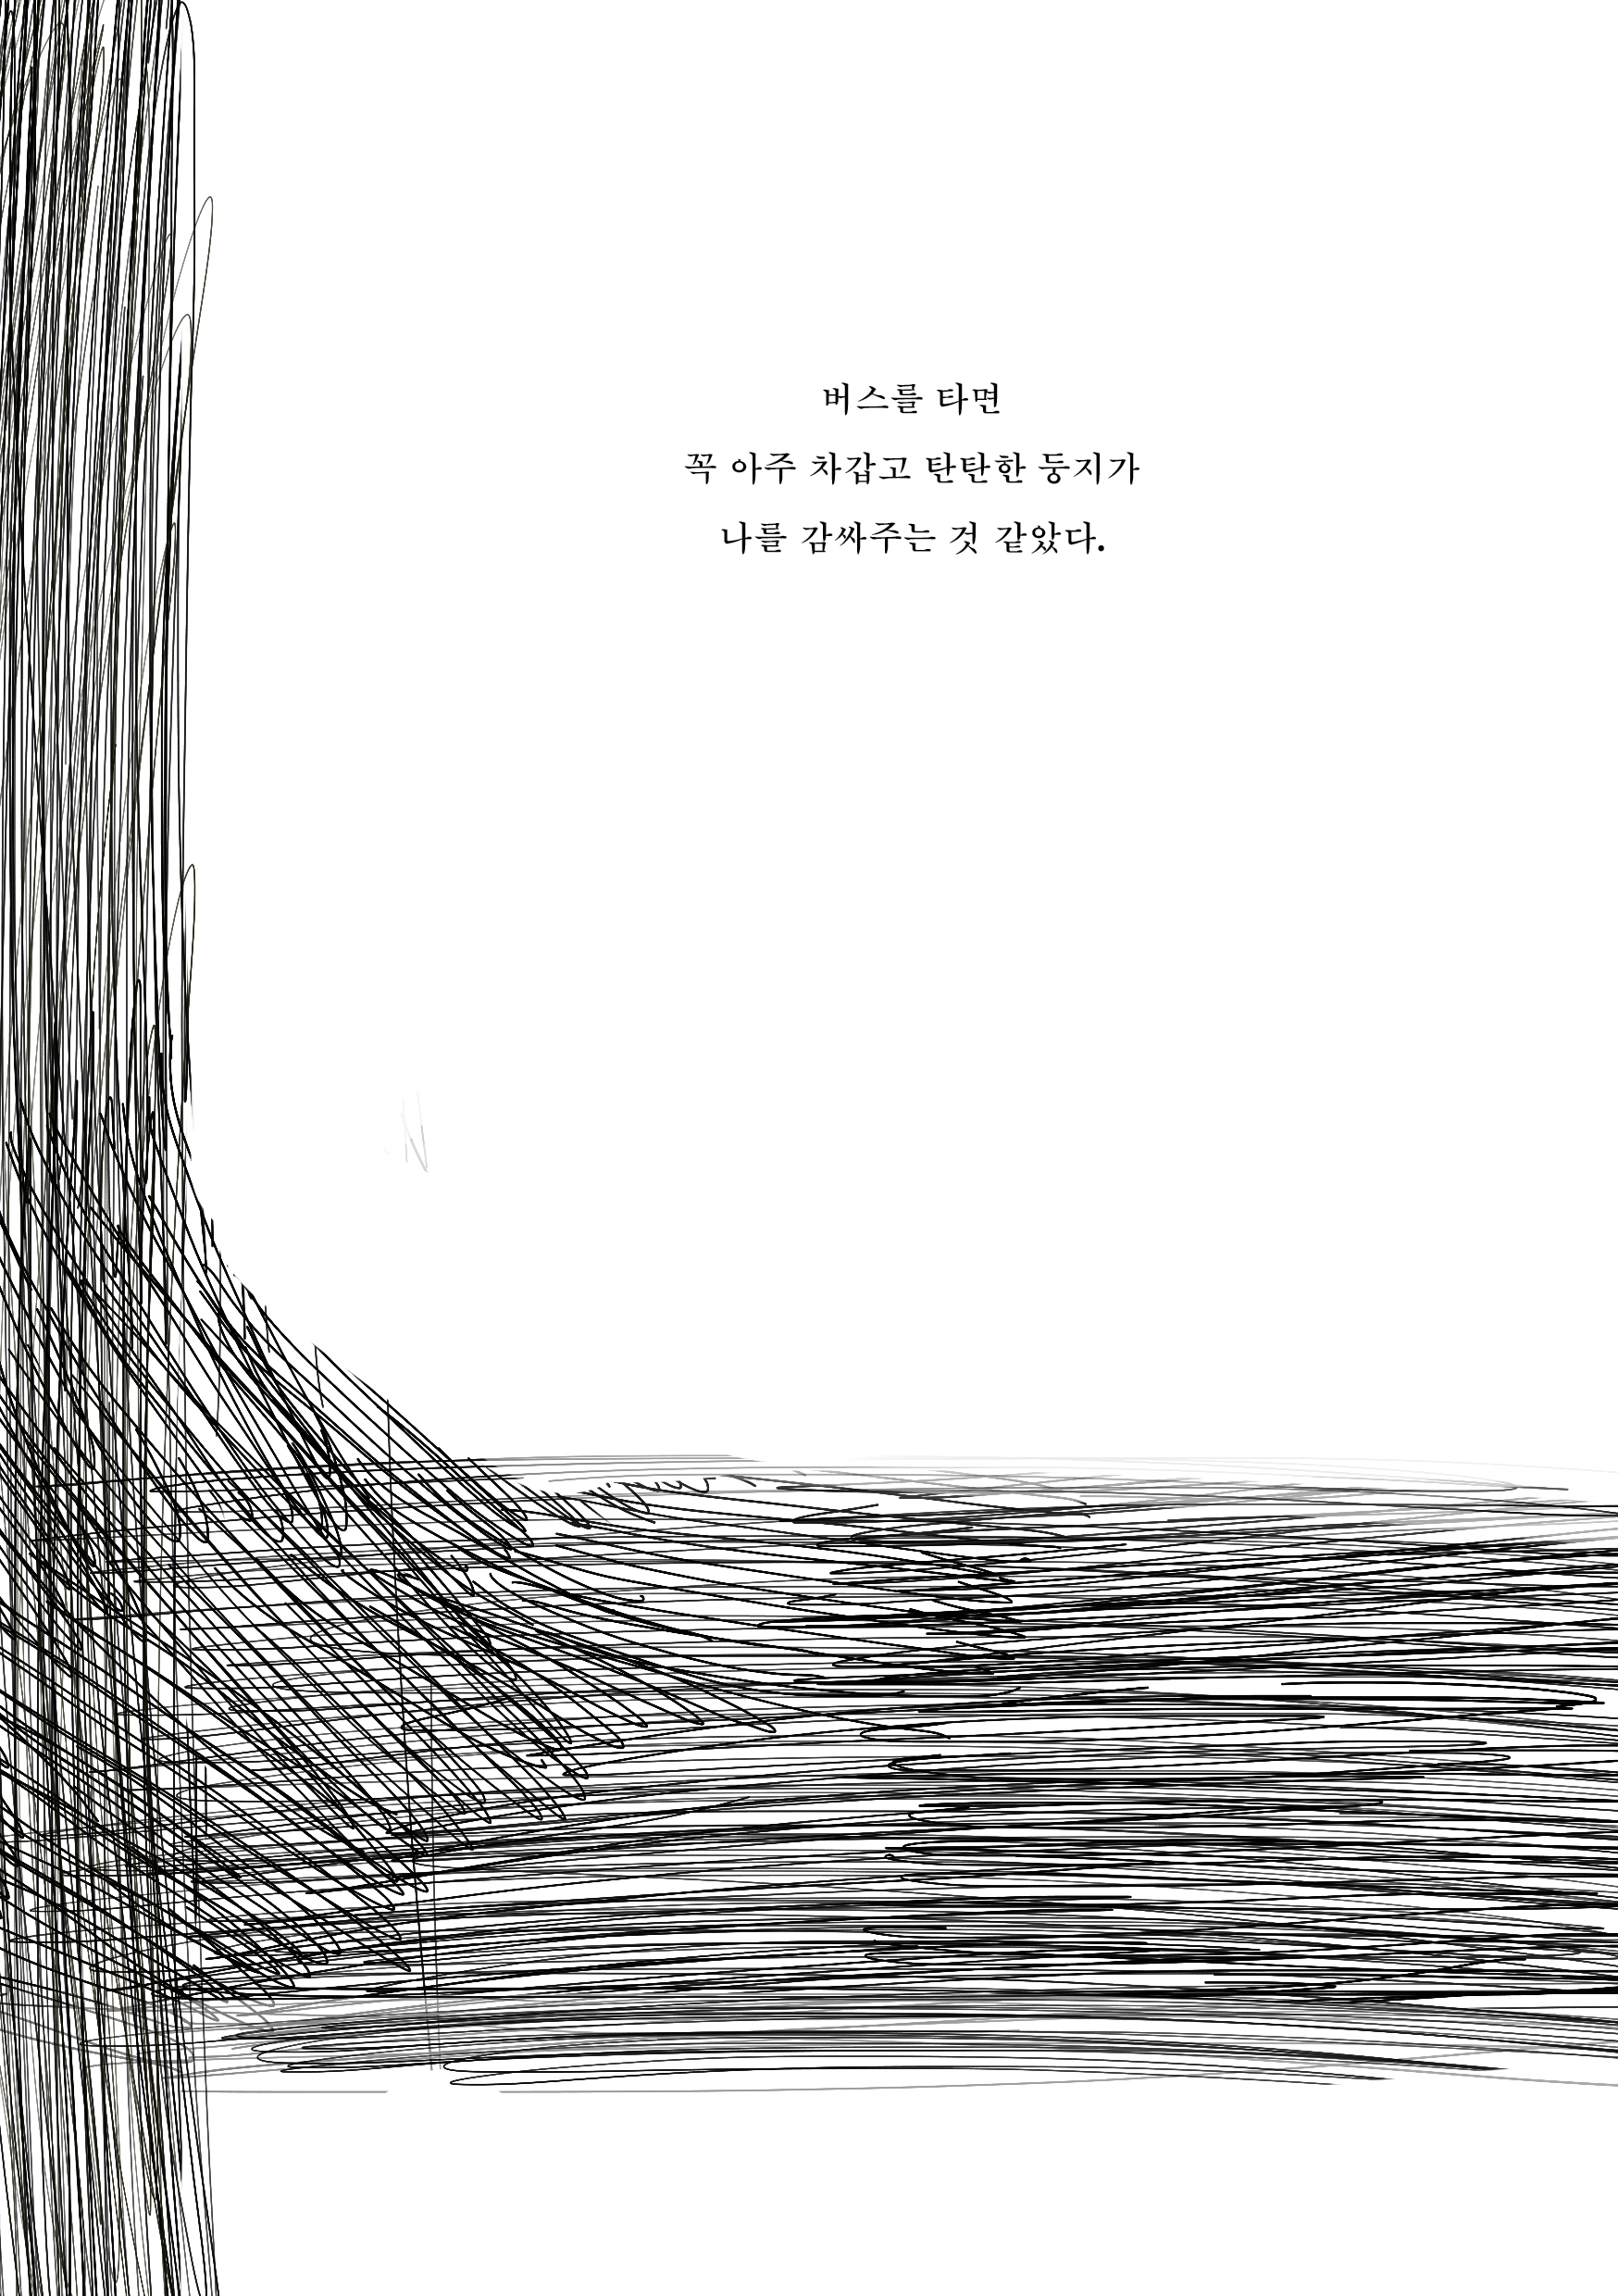 버스를 타면
꼭 아주 차갑고 탄탄한 둥지가
나를 감싸주는 것 같았다.